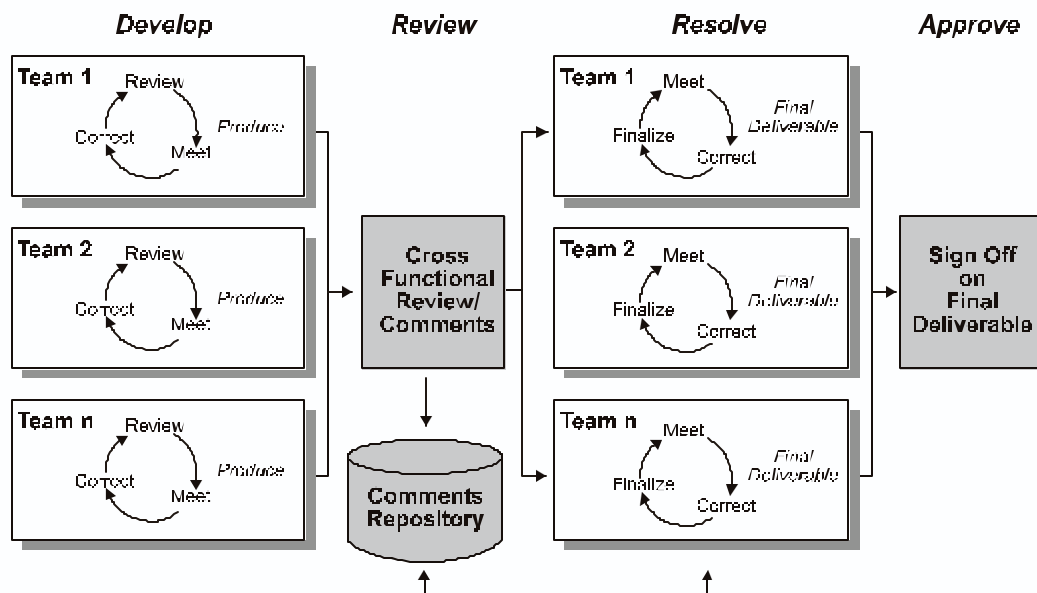 Develop
Review
Resolve
Approve
Team 1
Review
Correct
Meet
Produce
Team 2
Review
Correct
Meet
Produce
Team n
Review
Correct
Meet
Produce
Cross
Functional
Review/
Comments
Comments
Repository
Team 1
Meet
Finalize
Correct
Final
Deliverable
Team 2
Meet
Finalize
Correct
Final
Deliverable
Team n
Meet
Finalize
Correct
Final
Deliverable
Sign Off
on
Final
Deliverable